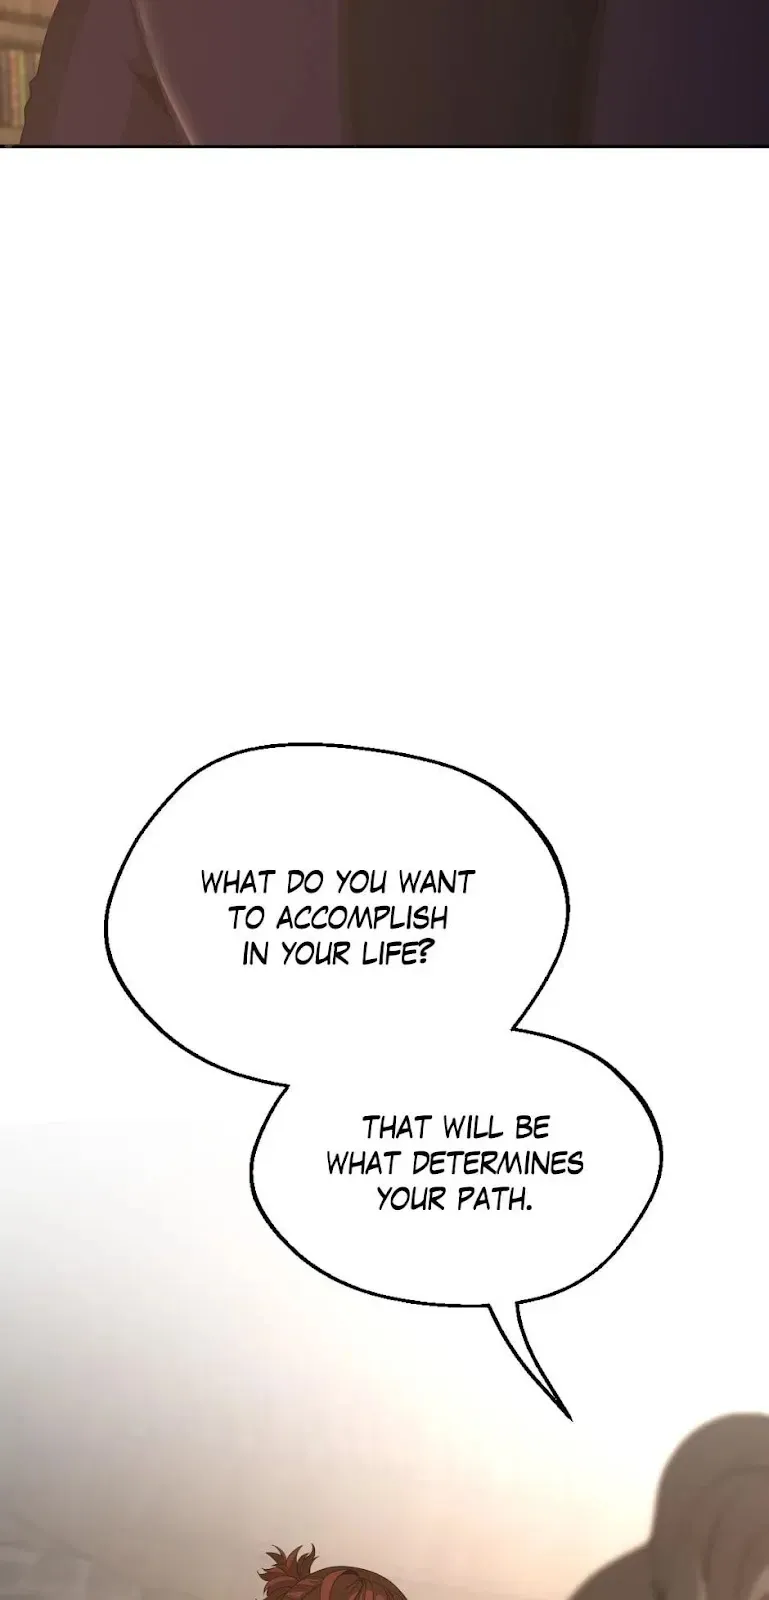 WHAT DO YOU WANT
TO ACCOMPLISH
IN YOUR LIFE?
THAT WILL BE
WHAT DETERMINES
YOUR PATH.